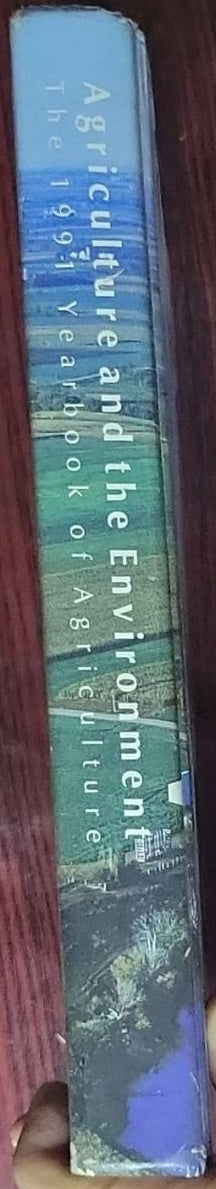 Agriculture and the Environment
The 1991 Yearbook of Agriculture